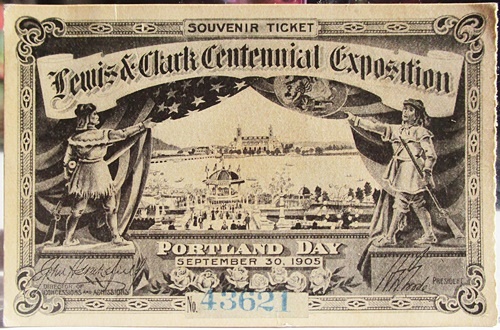 SOUVENIR TICKET
Lewis & Clark Centennial Exposition
PORTLAND DAY
SEPTEMBER 30, 1905
DIRECTOR OF
CONCESSIONS AND ADMISSIONS
PRESIDENT
No. 43621